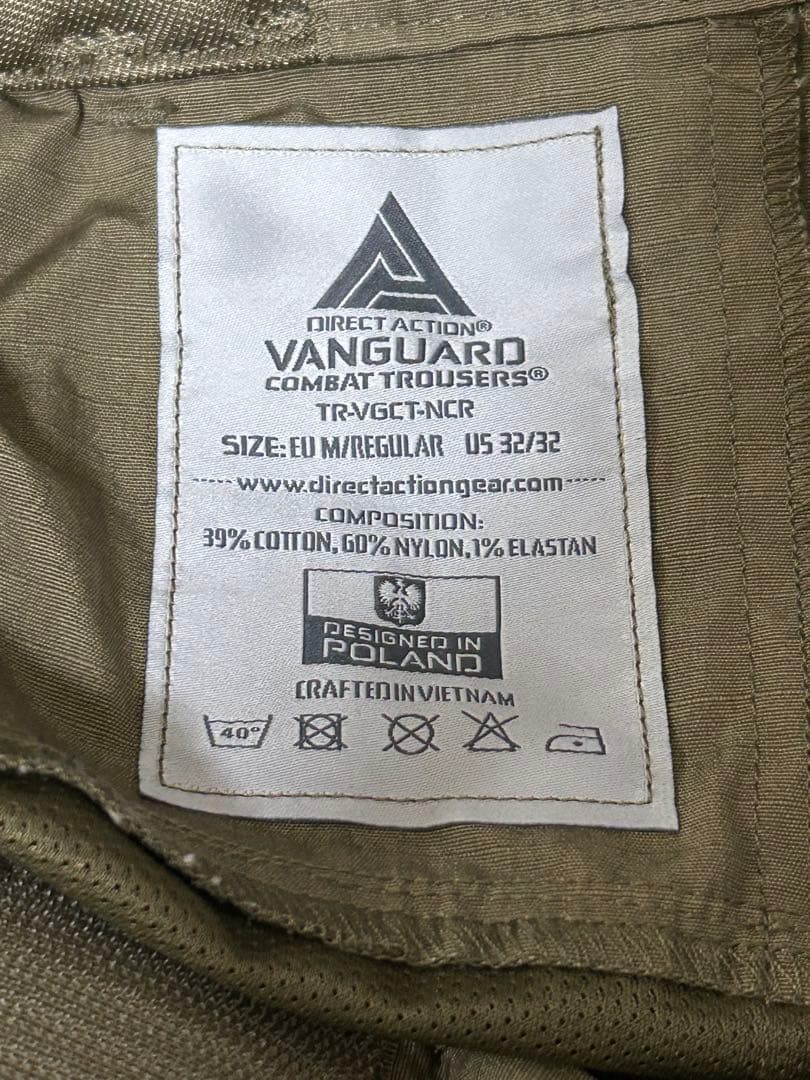 DIRECT ACTION®
VANGUARD
COMBAT TROUSERS®
TR-VGCT-NCR
SIZE: EU M/REGULAR US 32/32
www.directactiongear.com
COMPOSITION:
39% COTTON, 60% NYLON, 1% ELASTAN
DESIGNED IN
POLAND
CRAFTED IN VIETNAM
40°